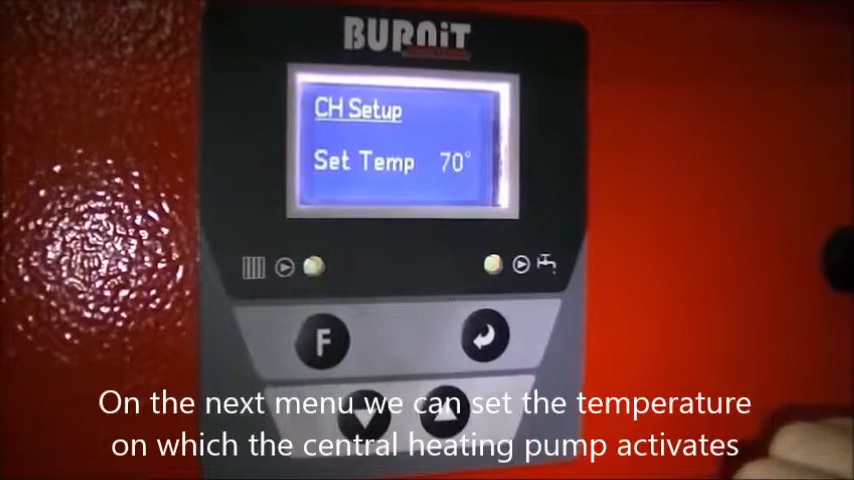 BURNiT
CH Setup
Set Temp 70°
F
On the next menu we can set the temperature
on which the central heating pump activates